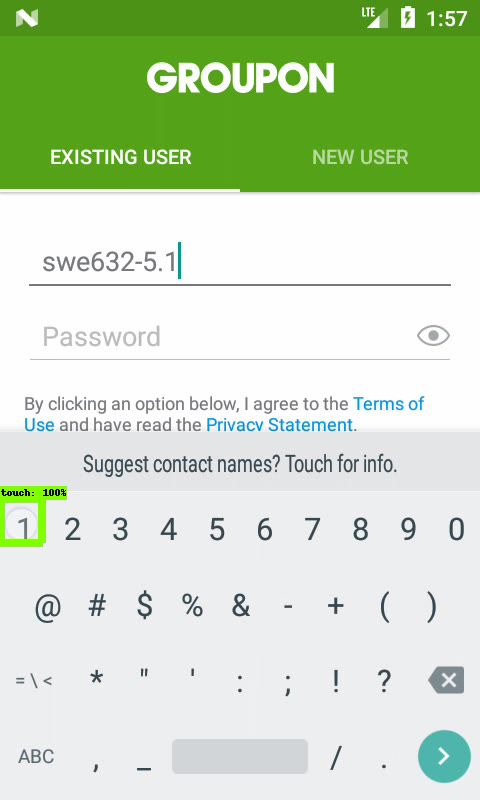 LTE 1:57
GROUPON
EXISTING USER NEW USER
swe632-5.1
Password
By clicking an option below, I agree to the Terms of
Use and have read the Privacy Statement.
Suggest contact names? Touch for info.
touch: 100%
1 2 3 4 5 6 7 8 9 0
@ # $ % & - + ( )
= \ < * " ' : ; ! ?
ABC , _ / .